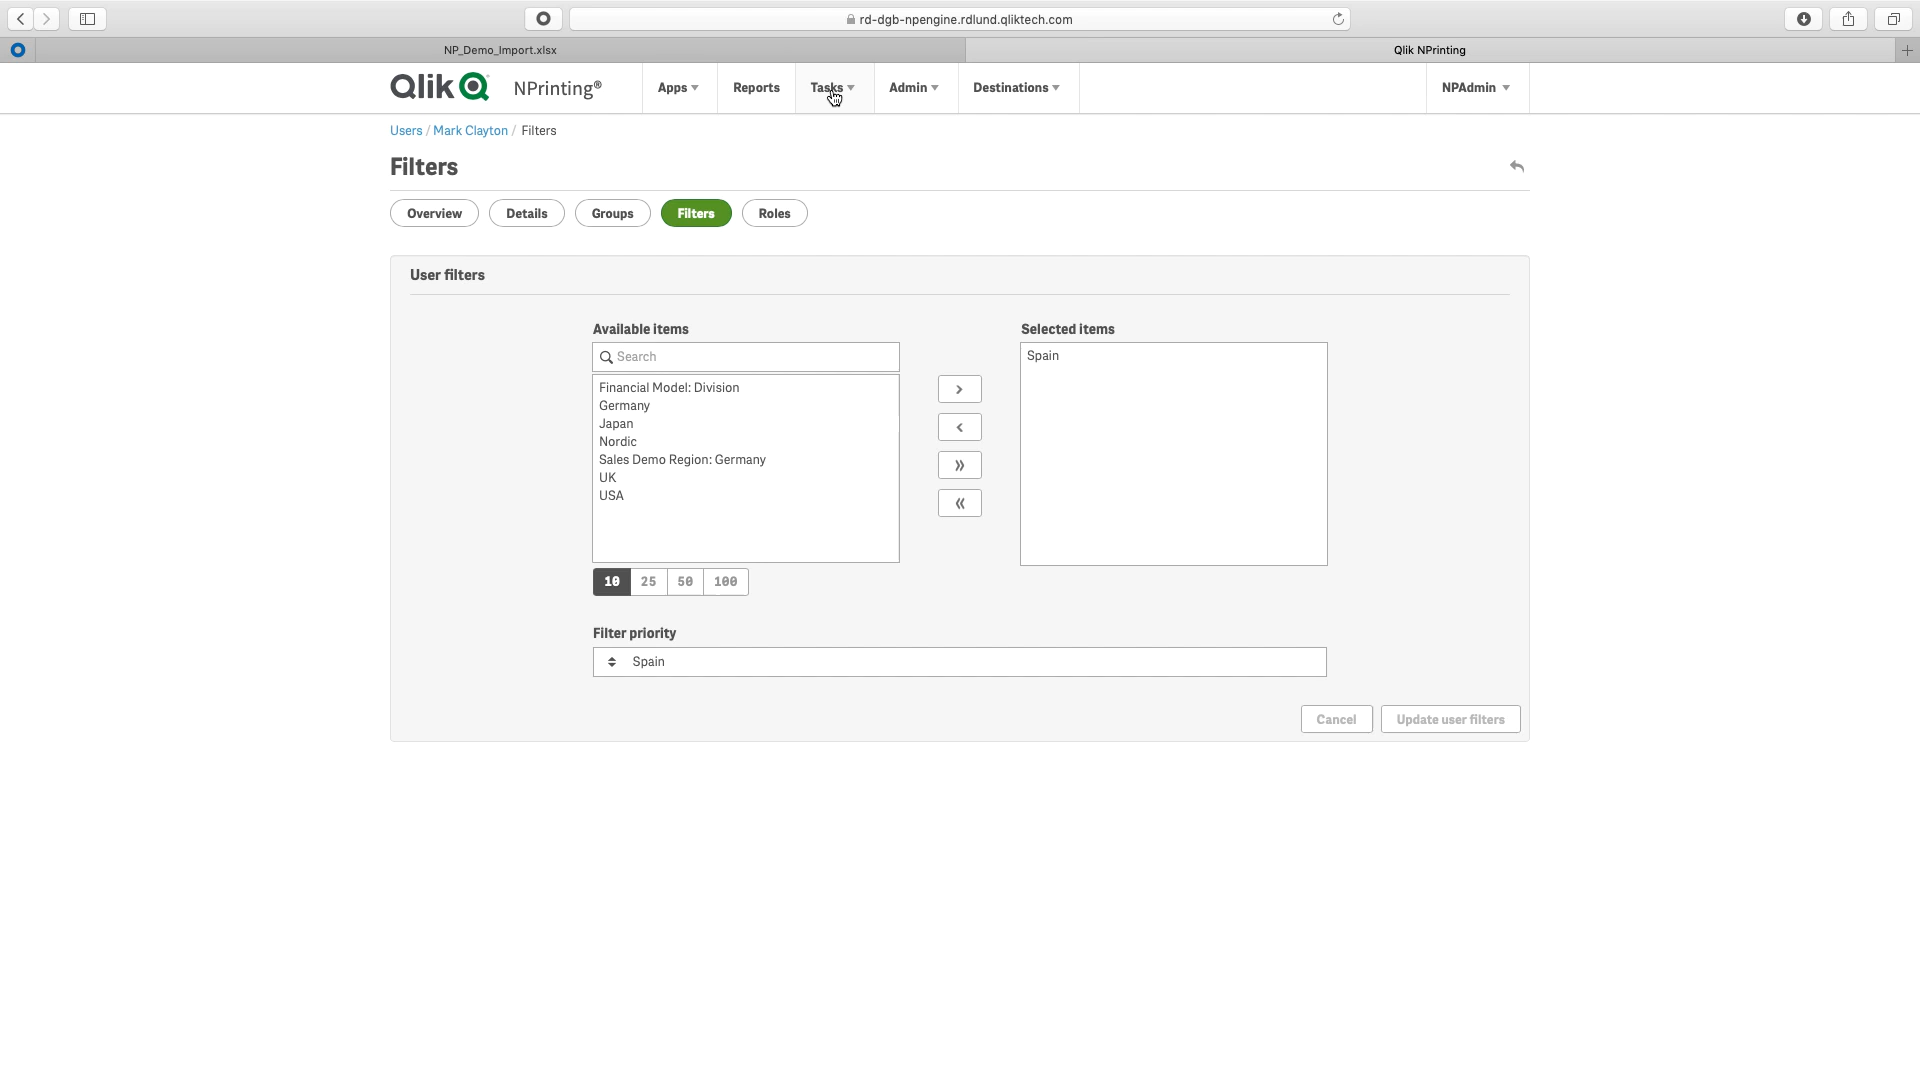 rd-dgb-npengine.rdlund.qliktech.com
NP_Demo_Import.xlsx
Qlik NPrinting
Qlik NPrinting®
Apps
Reports
Tasks
Admin
Destinations
NPAdmin
Users / Mark Clayton / Filters
Filters
Overview
Details
Groups
Filters
Roles
User filters
Available items
Selected items
Search
Financial Model: Division
Germany
Japan
Nordic
Sales Demo Region: Germany
UK
USA
Spain
10 25 50 100
Filter priority
Spain
Cancel
Update user filters